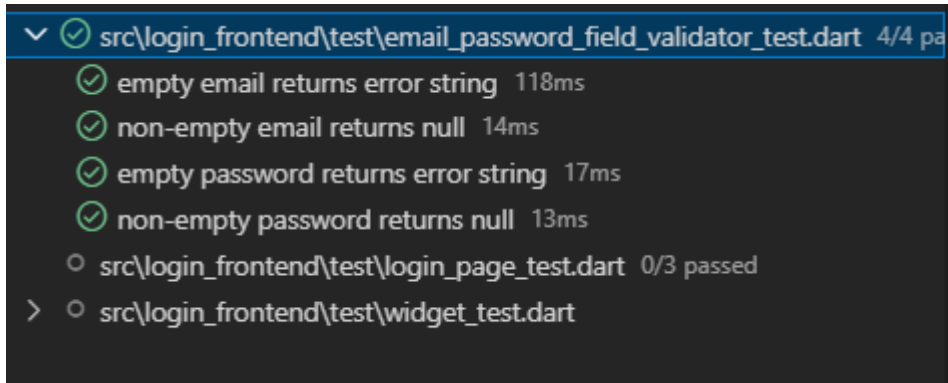 src\login_frontend\test\email_password_field_validator_test.dart 4/4 pa
empty email returns error string 118ms
non-empty email returns null 14ms
empty password returns error string 17ms
non-empty password returns null 13ms
src\login_frontend\test\login_page_test.dart 0/3 passed
src\login_frontend\test\widget_test.dart